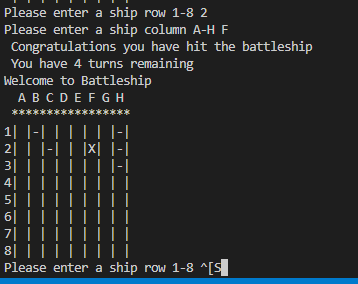 Please enter a ship row 1-8 2
Please enter a ship column A-H F
Congratulations you have hit the battleship
You have 4 turns remaining
Welcome to Battleship
A B C D E F G H
*****************
1| |-| | | | | |-|
2| | |-| | |X| |-|
3| | | | | | | |-|
4| | | | | | | | |
5| | | | | | | | |
6| | | | | | | | |
7| | | | | | | | |
8| | | | | | | | |
Please enter a ship row 1-8 ^[S